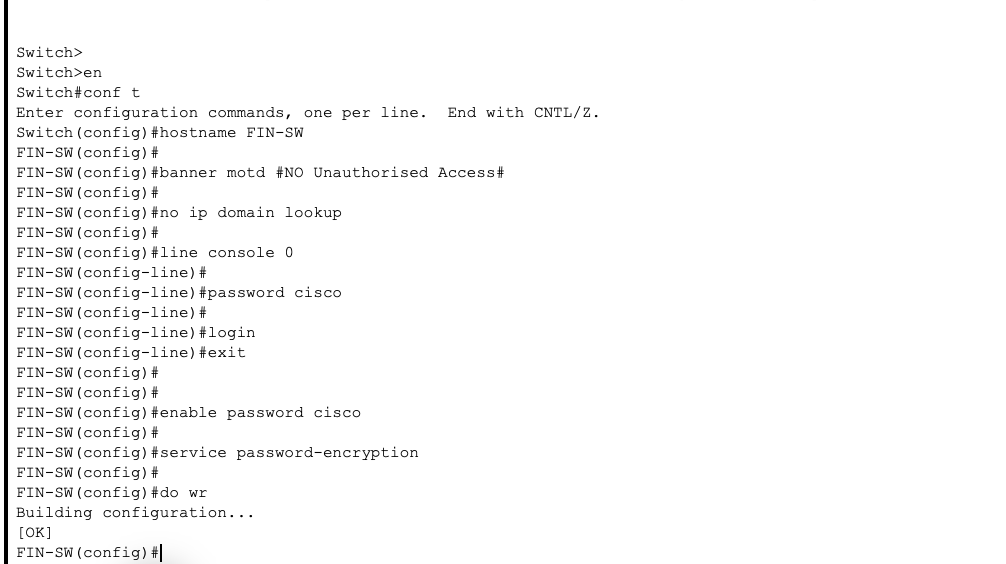 Switch>
Switch>en
Switch#conf t
Enter configuration commands, one per line.  End with CNTL/Z.
Switch(config)#hostname FIN-SW
FIN-SW(config)#
FIN-SW(config)#banner motd #NO Unauthorised Access#
FIN-SW(config)#
FIN-SW(config)#no ip domain lookup
FIN-SW(config)#
FIN-SW(config)#line console 0
FIN-SW(config-line)#
FIN-SW(config-line)#password cisco
FIN-SW(config-line)#
FIN-SW(config-line)#login
FIN-SW(config-line)#exit
FIN-SW(config)#
FIN-SW(config)#
FIN-SW(config)#enable password cisco
FIN-SW(config)#
FIN-SW(config)#service password-encryption
FIN-SW(config)#
FIN-SW(config)#do wr
Building configuration...
[OK]
FIN-SW(config)#